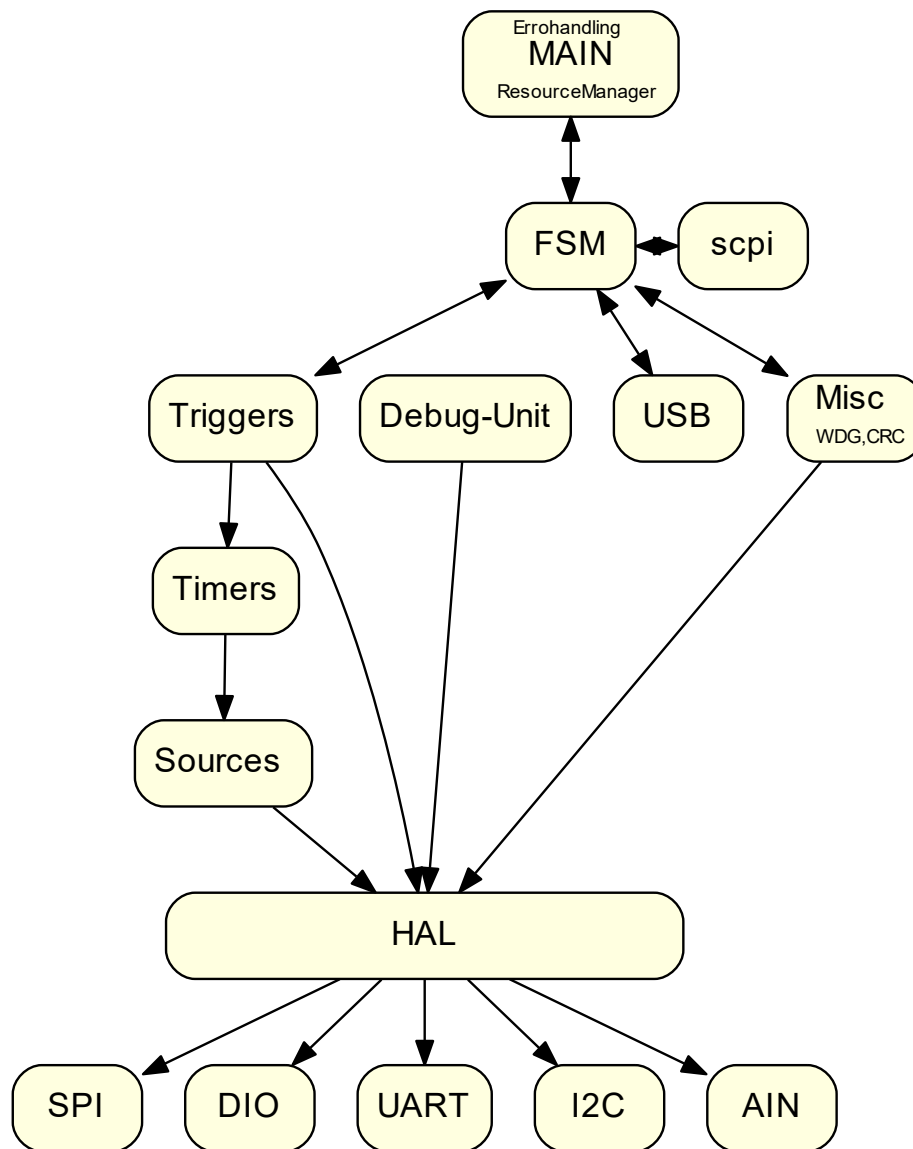 Errohandling
MAIN
ResourceManager
FSM
scpi
Triggers
Debug-Unit
USB
Misc
WDG,CRC
Timers
Sources
HAL
SPI
DIO
UART
I2C
AIN